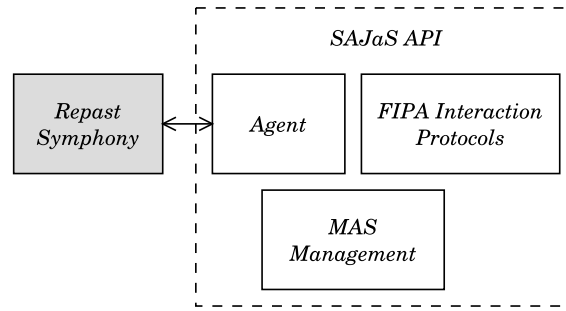 SAJaS API
Repast
Symphony
Agent
FIPA Interaction
Protocols
MAS
Management